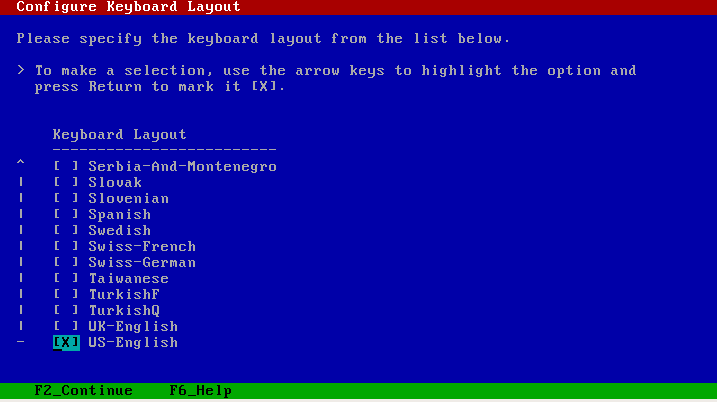 Configure Keyboard Layout
Please specify the keyboard layout from the list below.
> To make a selection, use the arrow keys to highlight the option and
press Return to mark it [X].
Keyboard Layout
-------------------------
^ [ ] Serbia-And-Montenegro
| [ ] Slovak
| [ ] Slovenian
| [ ] Spanish
| [ ] Swedish
| [ ] Swiss-French
| [ ] Swiss-German
| [ ] Taiwanese
| [ ] TurkishF
| [ ] TurkishQ
| [ ] UK-English
- [X] US-English
F2_Continue F6_Help